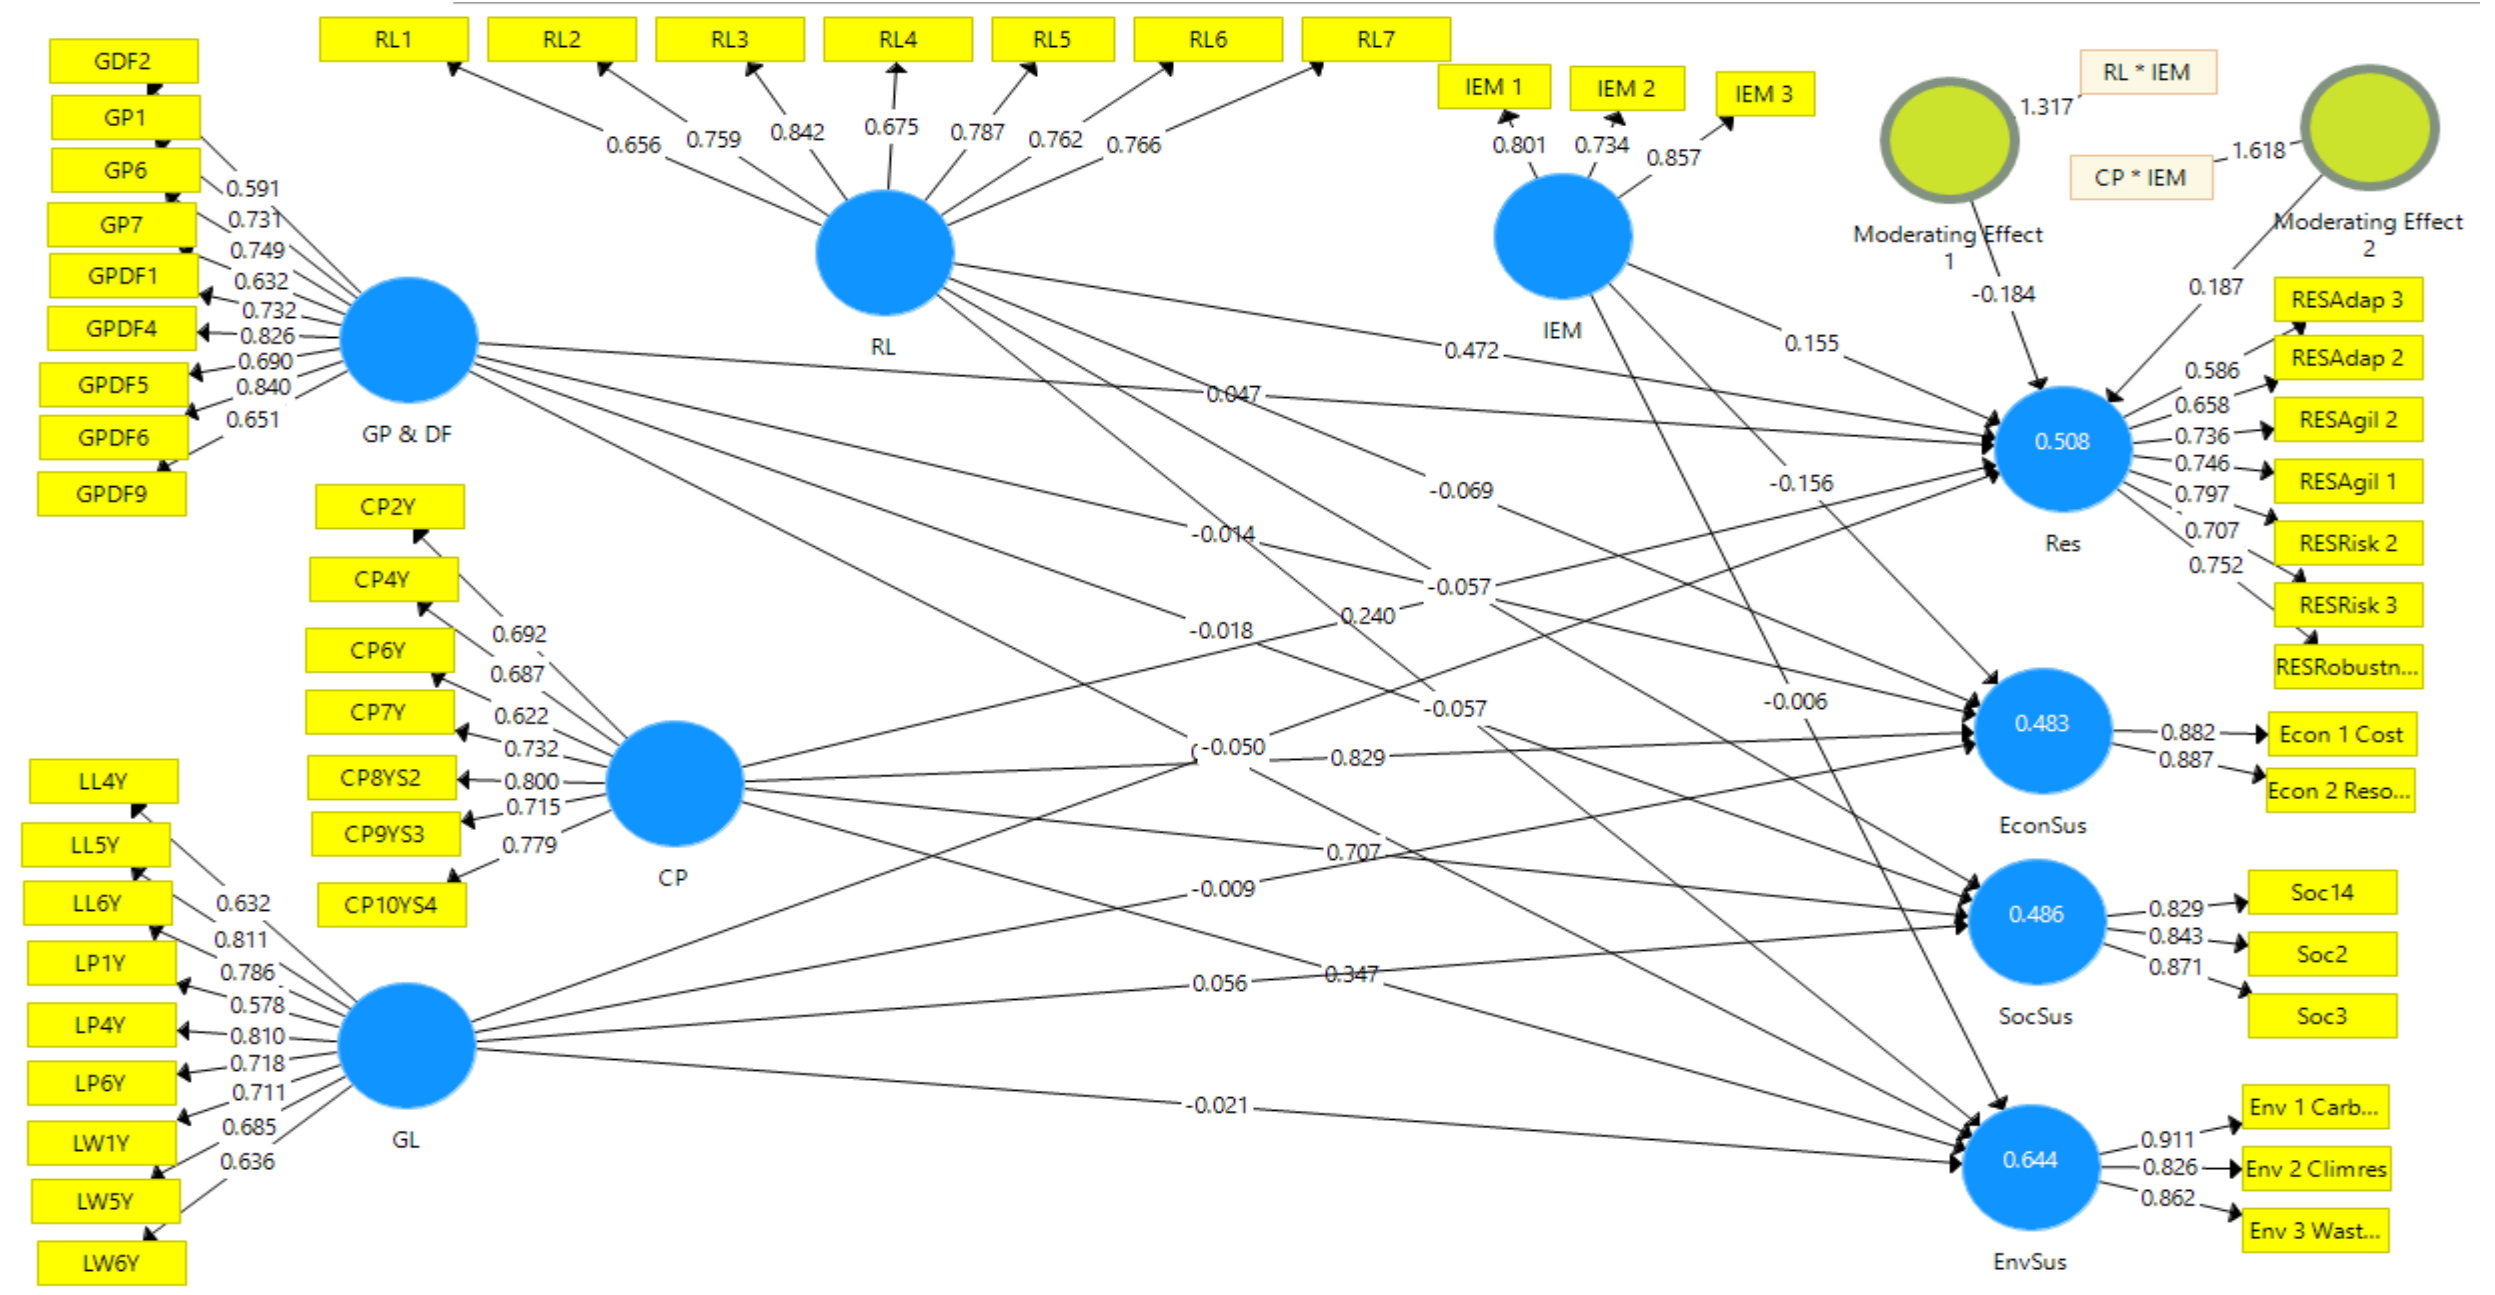 RL1
RL2
RL3
RL4
RL5
RL6
RL7
0.656
0.759
0.842
0.675
0.787
0.762
0.766
RL
GDF2
GP1
GP6
GP7
GPDF1
GPDF4
GPDF5
GPDF6
GPDF9
0.591
0.731
0.749
0.632
0.732
0.826
0.690
0.840
0.651
GP & DF
IEM 1
IEM 2
IEM 3
0.801
0.734
0.857
IEM
RL * IEM
1.317
CP * IEM
1.618
Moderating Effect
1
Moderating Effect
2
-0.184
0.187
0.155
0.472
0.047
-0.069
-0.156
-0.014
-0.057
0.240
-0.018
-0.057
-0.006
-0.050
0.829
0.707
-0.009
0.056
0.347
-0.021
CP2Y
CP4Y
CP6Y
CP7Y
CP8YS2
CP9YS3
CP10YS4
0.692
0.687
0.622
0.732
0.800
0.715
0.779
CP
LL4Y
LL5Y
LL6Y
LP1Y
LP4Y
LP6Y
LW1Y
LW5Y
LW6Y
0.632
0.811
0.786
0.578
0.810
0.718
0.711
0.685
0.636
GL
0.508
Res
0.586
0.658
0.736
0.746
0.797
0.707
0.752
RESAdap 3
RESAdap 2
RESAgil 2
RESAgil 1
RESRisk 2
RESRisk 3
RESRobustn...
0.483
EconSus
0.882
0.887
Econ 1 Cost
Econ 2 Reso...
0.486
SocSus
0.829
0.843
0.871
Soc14
Soc2
Soc3
0.644
EnvSus
0.911
0.826
0.862
Env 1 Carb...
Env 2 Climres
Env 3 Wast...